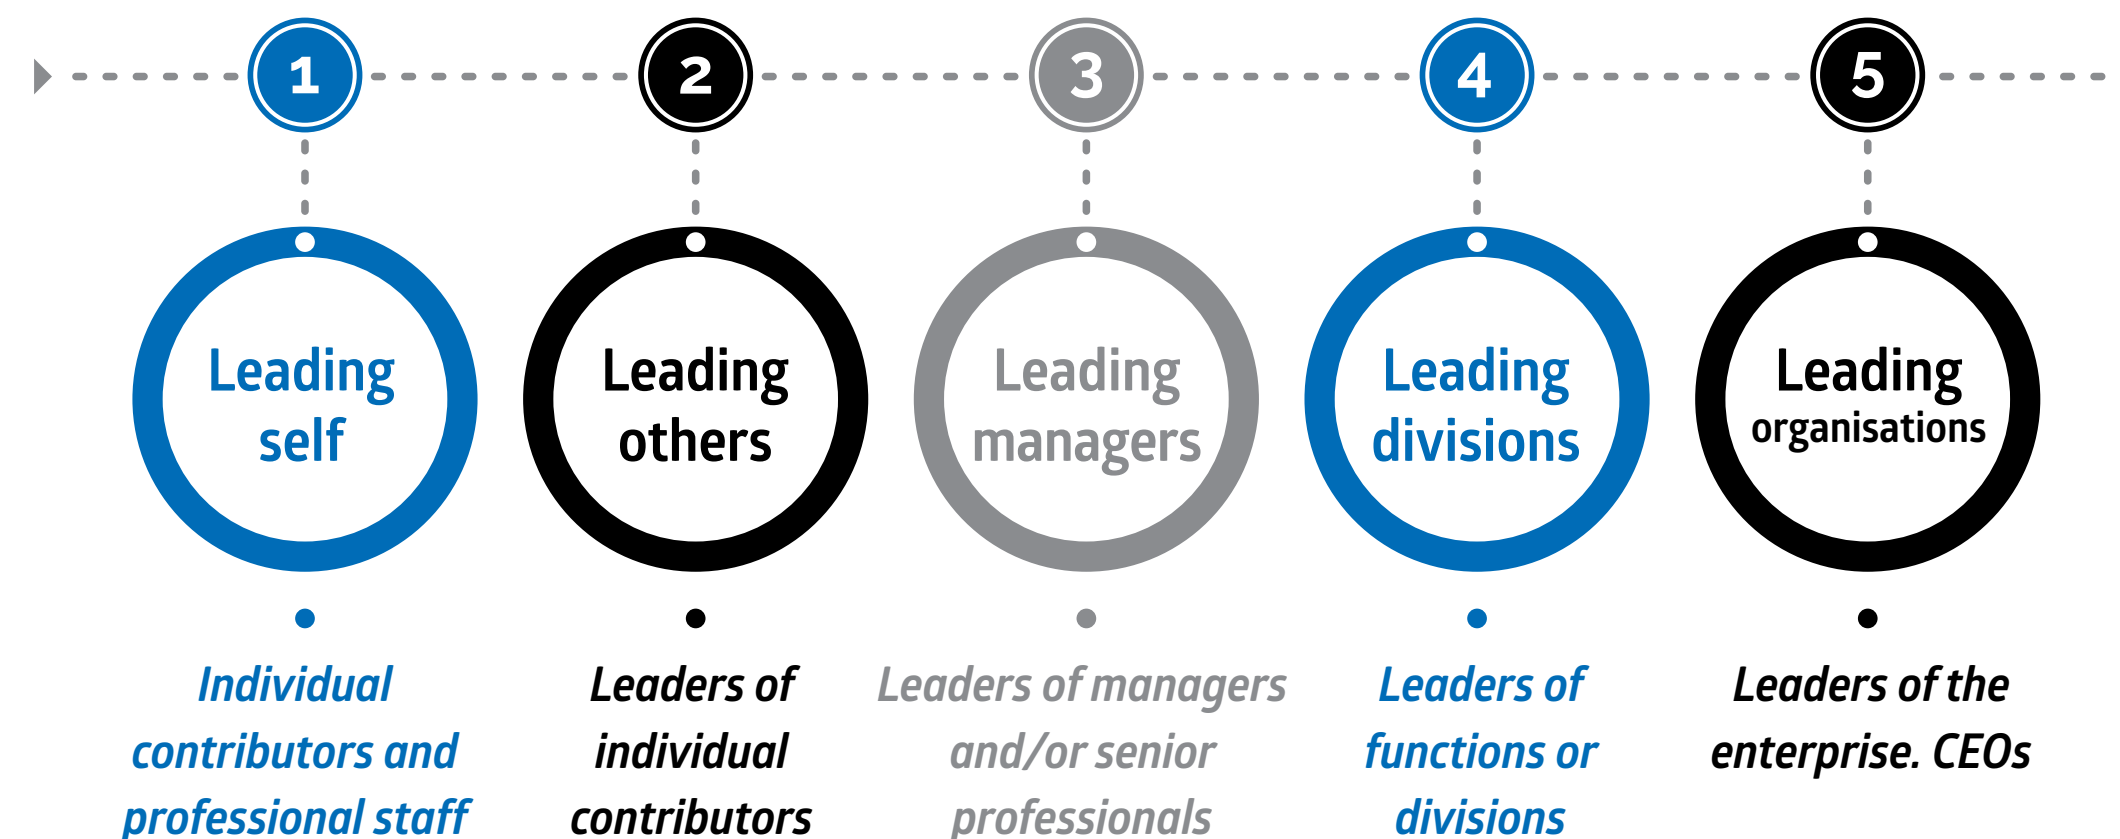 1
2
3
4
5
Leading
self
Leading
others
Leading
managers
Leading
divisions
Leading
organisations
Individual
contributors and
professional staff
Leaders of
individual
contributors
Leaders of managers
and/or senior
professionals
Leaders of
functions or
divisions
Leaders of the
enterprise. CEOs